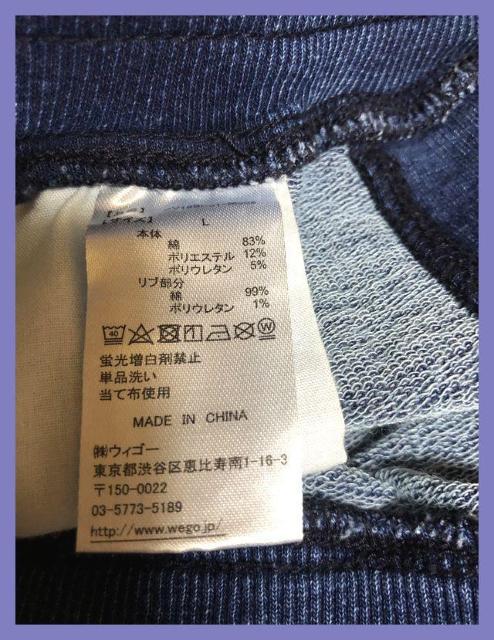 【サイズ】 L
本体
綿 83%
ポリエステル 12%
ポリウレタン 5%
リブ部分
綿 99%
ポリウレタン 1%
40 W
蛍光増白剤禁止
単品洗い
当て布使用
MADE IN CHINA
㈱ウィゴー
東京都渋谷区恵比寿南1-16-3
〒150-0022
03-5773-5189
http://www.wego.jp/